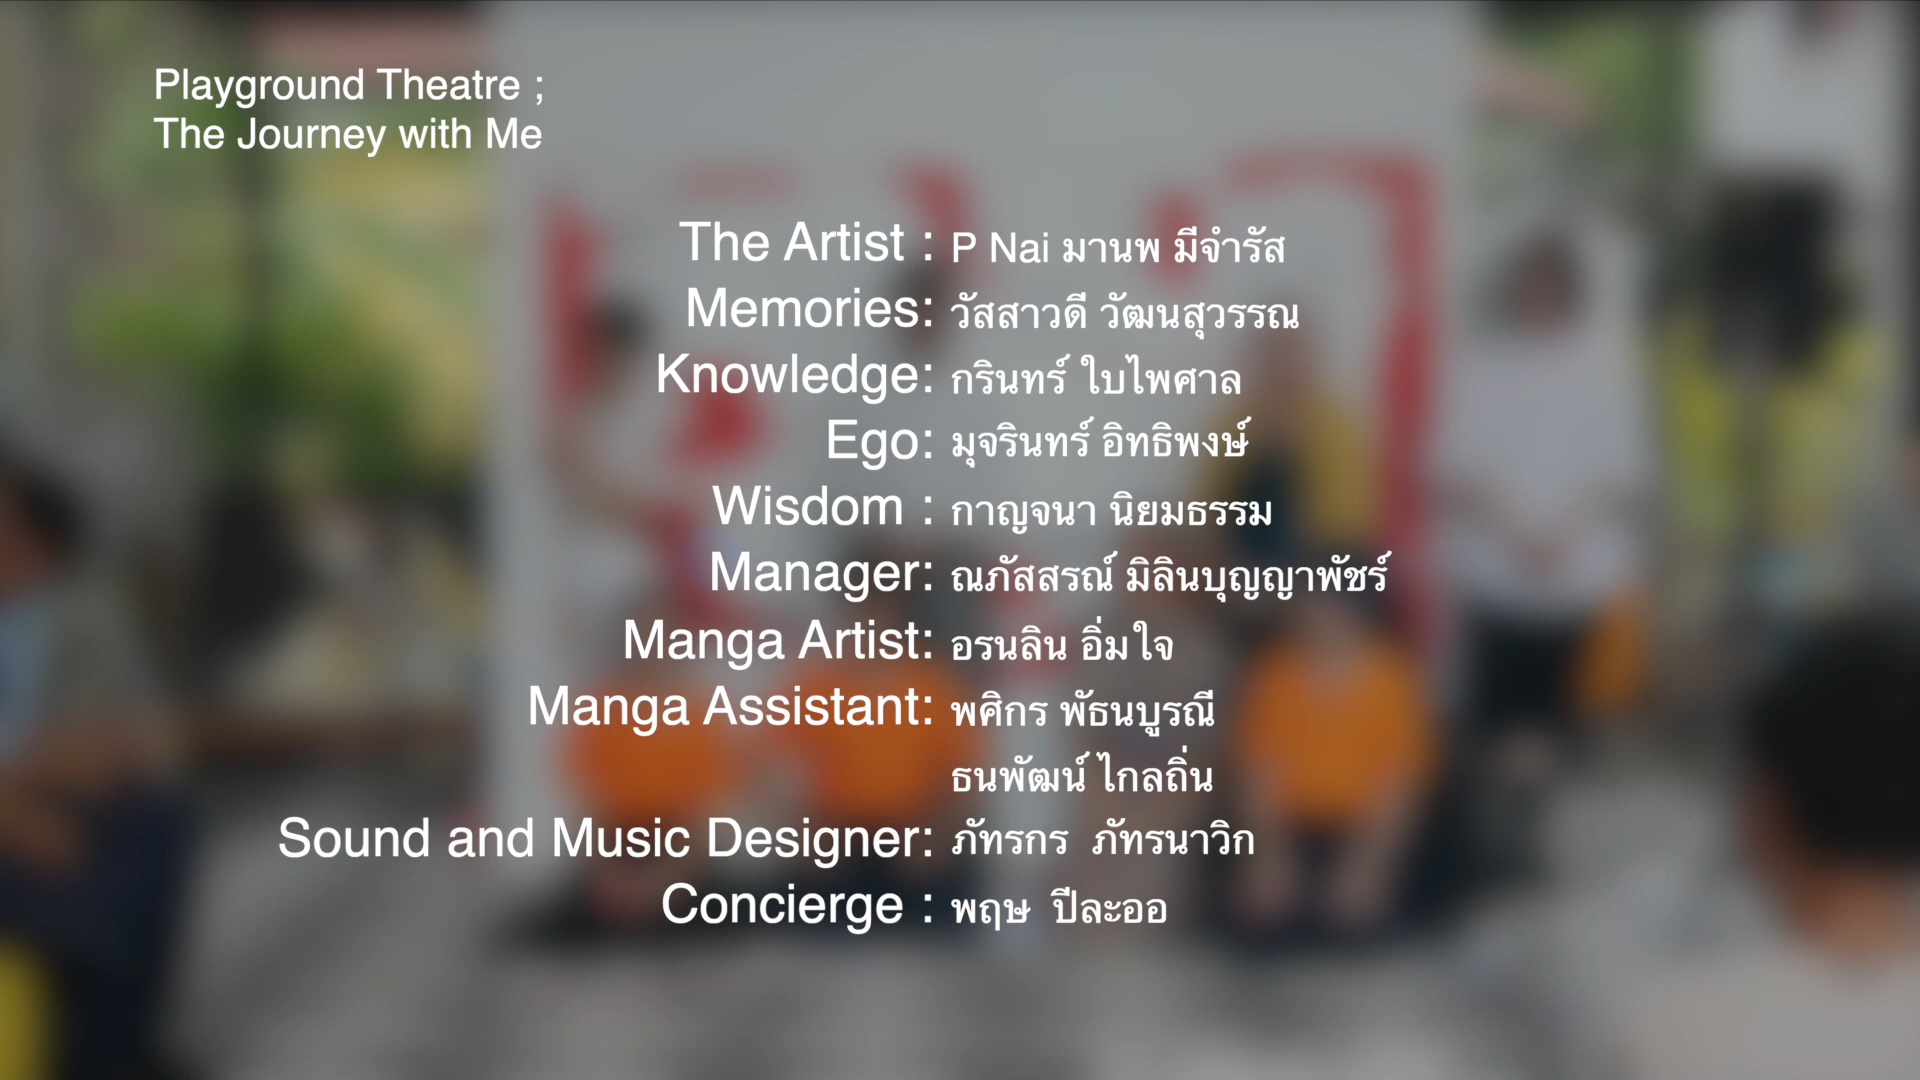 Playground Theatre ;
The Journey with Me
The Artist : P Nai มานพ มีจำรัส
Memories: วัสสาวดี วัฒนสุวรรณ
Knowledge: กรินทร์ ใบไพศาล
Ego: มุจรินทร์ อิทธิพงษ์
Wisdom : กาญจนา นิยมธรรม
Manager: ณภัสสรณ์ มิลินบุญญาพัชร์
Manga Artist: อรนลิน อิ่มใจ
Manga Assistant: พศิกร พัธนบูรณี
ธนพัฒน์ ไกลถิ่น
Sound and Music Designer: ภัทรกร ภัทรนาวิก
Concierge : พฤษ ปีละออ